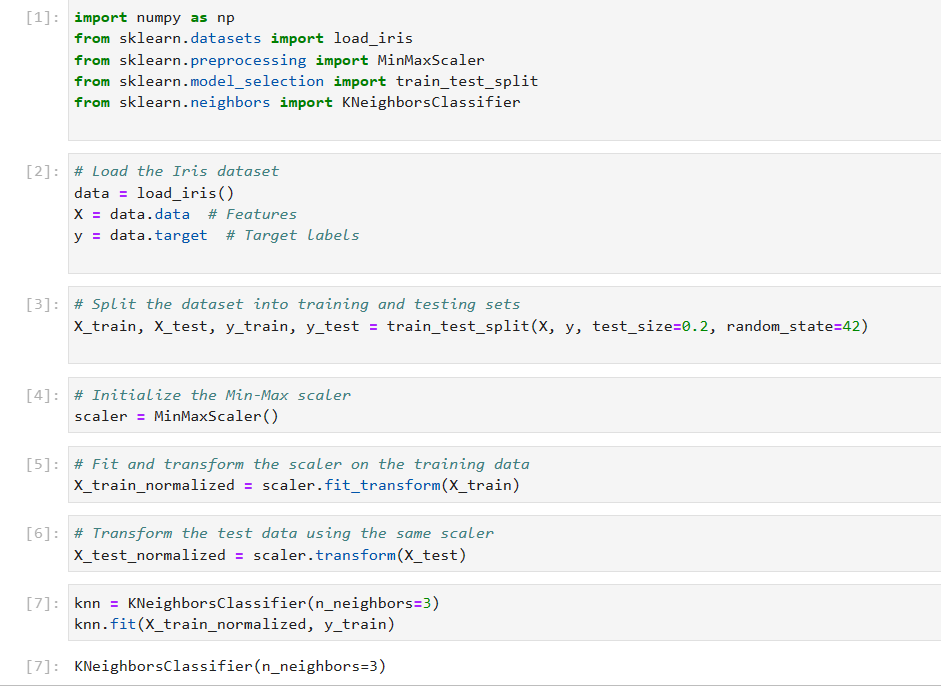 [1]: import numpy as np
from sklearn.datasets import load_iris
from sklearn.preprocessing import MinMaxScaler
from sklearn.model_selection import train_test_split
from sklearn.neighbors import KNeighborsClassifier
[2]: # Load the Iris dataset
data = load_iris()
X = data.data  # Features
y = data.target  # Target labels
[3]: # Split the dataset into training and testing sets
X_train, X_test, y_train, y_test = train_test_split(X, y, test_size=0.2, random_state=42)
[4]: # Initialize the Min-Max scaler
scaler = MinMaxScaler()
[5]: # Fit and transform the scaler on the training data
X_train_normalized = scaler.fit_transform(X_train)
[6]: # Transform the test data using the same scaler
X_test_normalized = scaler.transform(X_test)
[7]: knn = KNeighborsClassifier(n_neighbors=3)
knn.fit(X_train_normalized, y_train)
[7]: KNeighborsClassifier(n_neighbors=3)